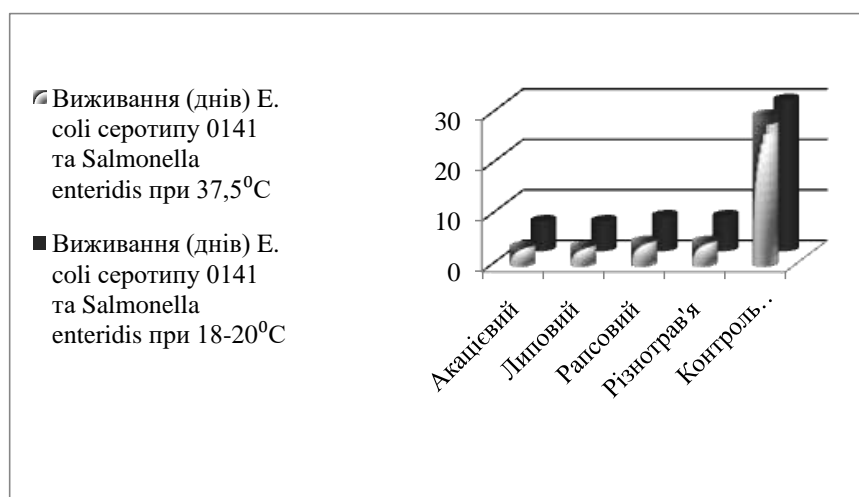 Виживання (днів) E.
coli серотипу 0141
та Salmonella
enteridis при 37,5⁰C
Виживання (днів) E.
coli серотипу 0141
та Salmonella
enteridis при 18-20⁰C
30
20
10
0
Акацієвий
Липовий
Рапсовий
Різнотрав'я
Контроль..